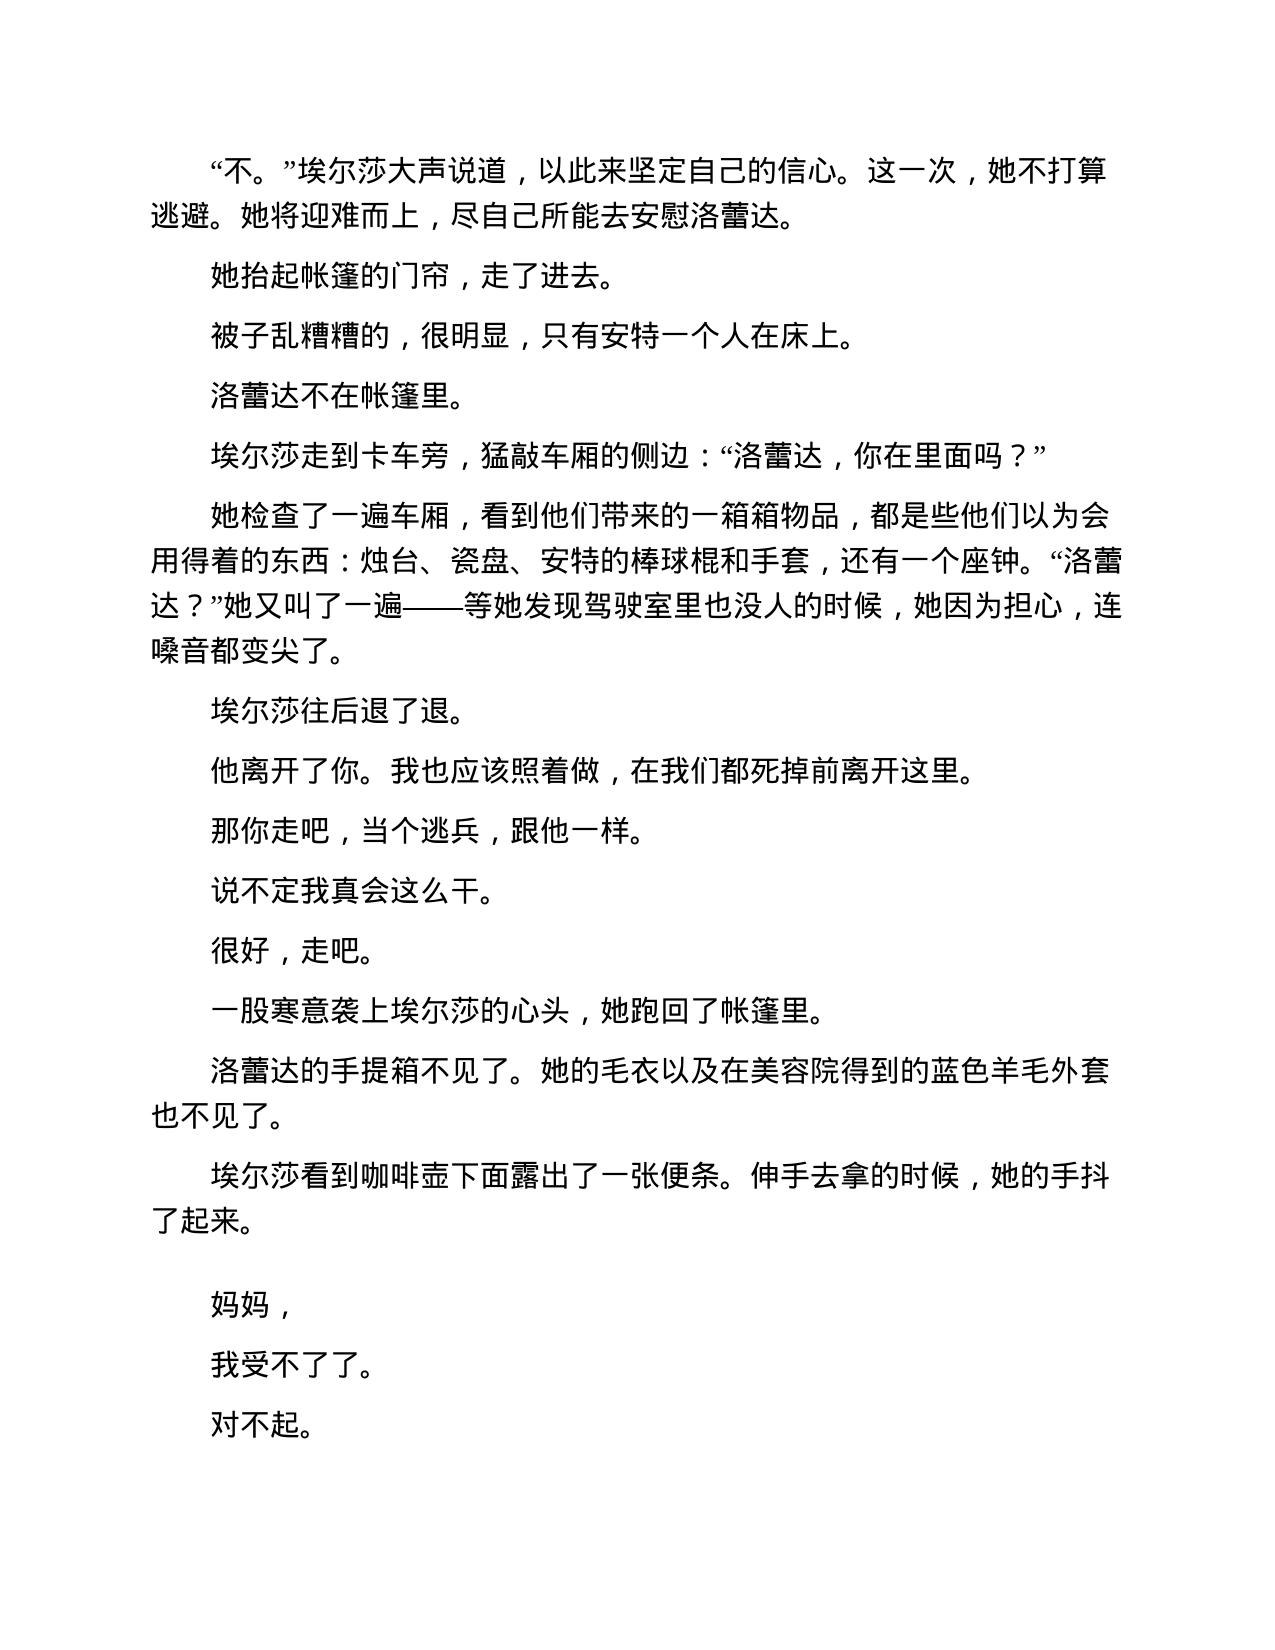 “不。”埃尔莎大声说道，以此来坚定自己的信心。这一次，她不打算
逃避。她将迎难而上，尽自己所能去安慰洛蕾达。
她抬起帐篷的门帘，走了进去。
被子乱糟糟的，很明显，只有安特一个人在床上。
洛蕾达不在帐篷里。
埃尔莎走到卡车旁，猛敲车厢的侧边：“洛蕾达，你在里面吗？”
她检查了一遍车厢，看到他们带来的一箱箱物品，都是些他们以为会
用得着的东西：烛台、瓷盘、安特的棒球棍和手套，还有一个座钟。“洛蕾
达？”她又叫了一遍——等她发现驾驶室里也没人的时候，她因为担心，连
嗓音都变尖了。
埃尔莎往后退了退。
他离开了你。我也应该照着做，在我们都死掉前离开这里。
那你走吧，当个逃兵，跟他一样。
说不定我真会这么干。
很好，走吧。
一股寒意袭上埃尔莎的心头，她跑回了帐篷里。
洛蕾达的手提箱不见了。她的毛衣以及在美容院得到的蓝色羊毛外套
也不见了。
埃尔莎看到咖啡壶下面露出了一张便条。伸手去拿的时候，她的手抖
了起来。
妈妈，
我受不了了。
对不起。